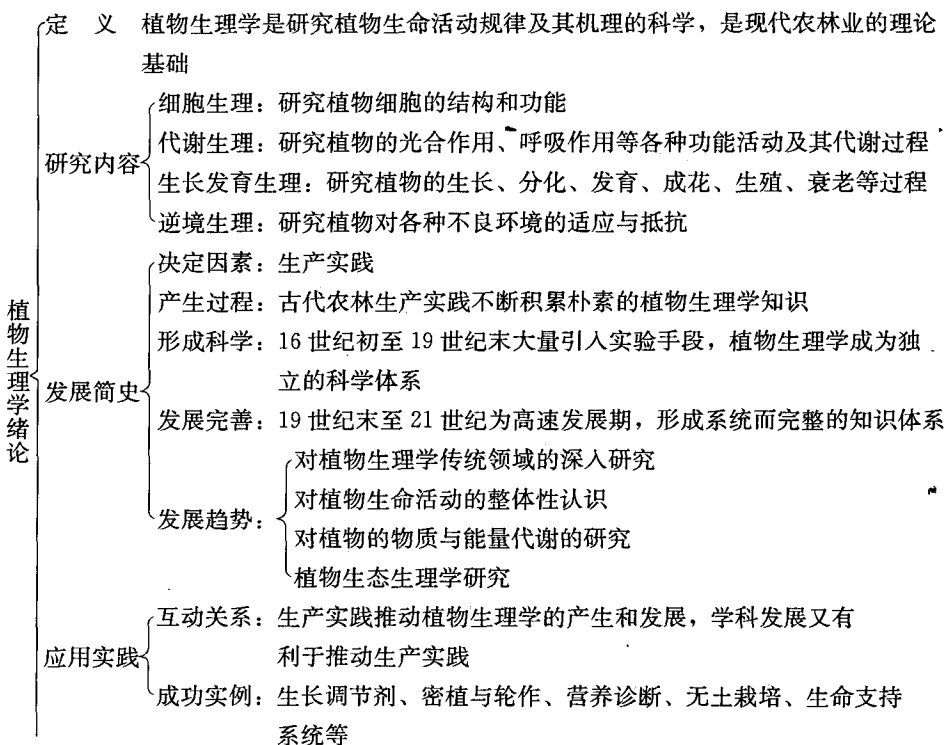 植物生理学绪论
定 义 植物生理学是研究植物生命活动规律及其机理的科学，是现代农林业的理论
基础
研究内容
细胞生理：研究植物细胞的结构和功能
代谢生理：研究植物的光合作用、呼吸作用等各种功能活动及其代谢过程
生长发育生理：研究植物的生长、分化、发育、成花、生殖、衰老等过程
逆境生理：研究植物对各种不良环境的适应与抵抗
发展简史
决定因素：生产实践
产生过程：古代农林生产实践不断积累朴素的植物生理学知识
形成科学：16 世纪初至 19 世纪末大量引入实验手段，植物生理学成为独
立的科学体系
发展完善：19 世纪末至 21 世纪为高速发展期，形成系统而完整的知识体系
发展趋势：
对植物生理学传统领域的深入研究
对植物生命活动的整体性认识
对植物的物质与能量代谢的研究
植物生态生理学研究
应用实践
互动关系：生产实践推动植物生理学的产生和发展，学科发展又有
利于推动生产实践
成功实例：生长调节剂、密植与轮作、营养诊断、无土栽培、生命支持
系统等